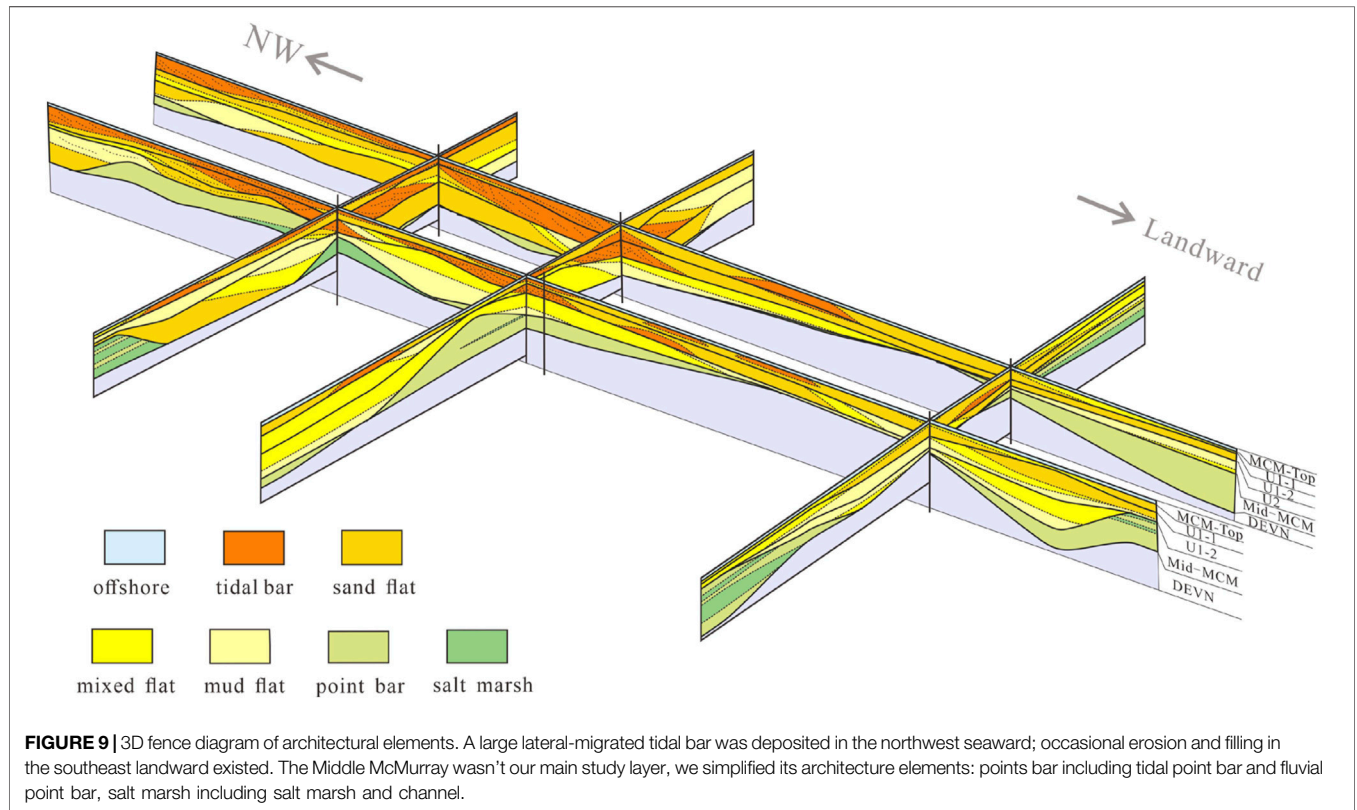 NW
Landward
MCM-Top
U1-1
U1-2
U2
Mid-MCM
DEVN
MCM-Top
U1-1
U1-2
Mid-MCM
DEVN
offshore
tidal bar
sand flat
mixed flat
mud flat
point bar
salt marsh
FIGURE 9 | 3D fence diagram of architectural elements. A large lateral-migrated tidal bar was deposited in the northwest seaward; occasional erosion and filling in
the southeast landward existed. The Middle McMurray wasn't our main study layer, we simplified its architecture elements: points bar including tidal point bar and fluvial
point bar, salt marsh including salt marsh and channel.